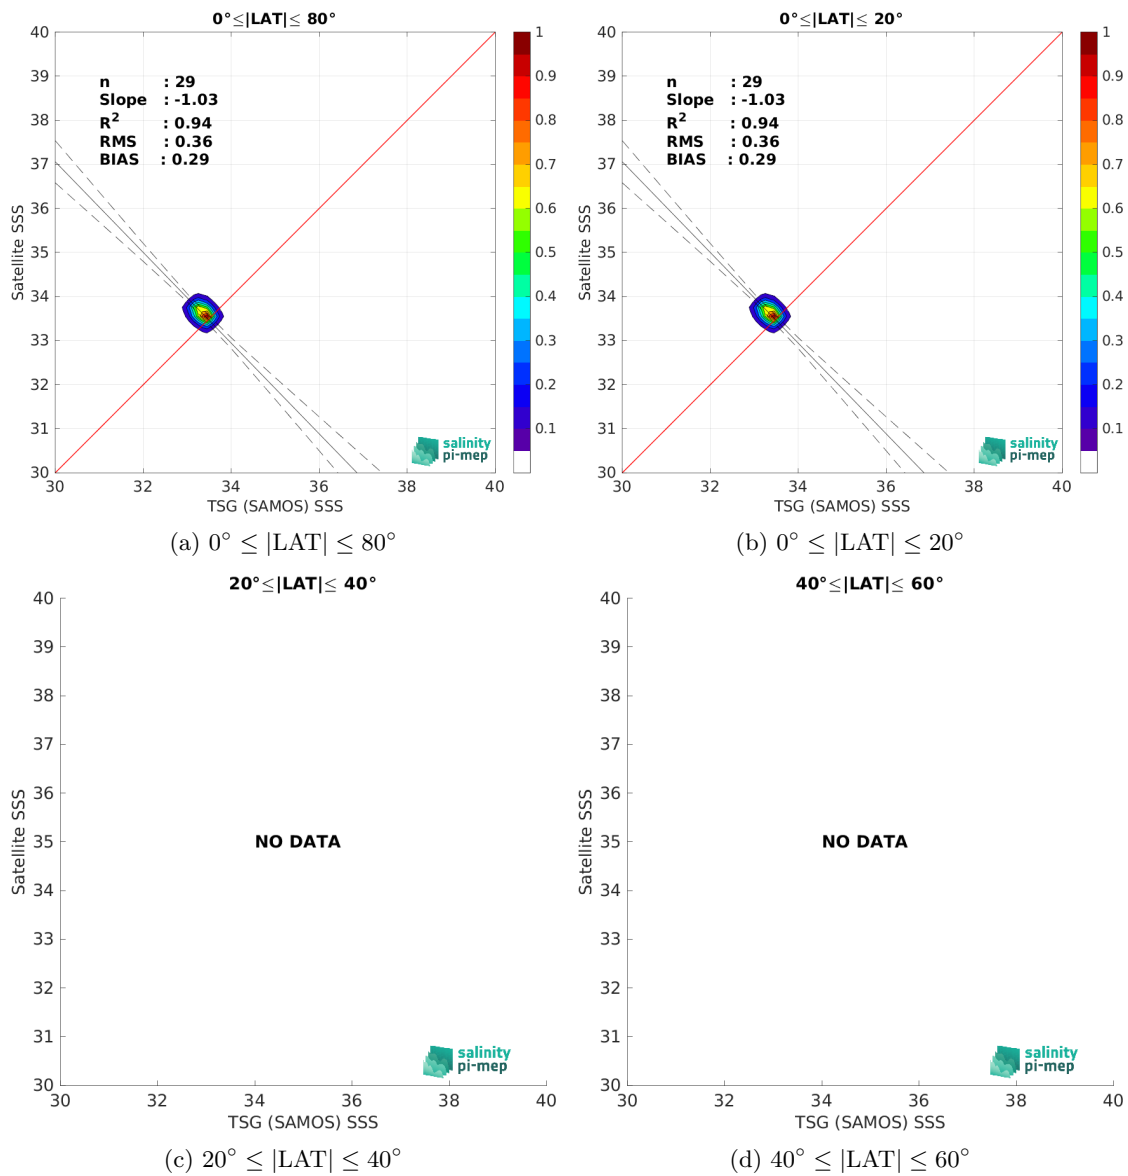 0°≤|LAT|≤ 80°
40
39
38
37
36
35
34
33
32
31
30
Satellite SSS
n : 29
Slope : -1.03
R² : 0.94
RMS : 0.36
BIAS : 0.29
salinity
pi-mep
30 32 34 36 38 40
TSG (SAMOS) SSS
1
0.9
0.8
0.7
0.6
0.5
0.4
0.3
0.2
0.1
(a) 0° ≤ |LAT| ≤ 80°
0°≤|LAT|≤ 20°
40
39
38
37
36
35
34
33
32
31
30
Satellite SSS
n : 29
Slope : -1.03
R² : 0.94
RMS : 0.36
BIAS : 0.29
salinity
pi-mep
30 32 34 36 38 40
TSG (SAMOS) SSS
1
0.9
0.8
0.7
0.6
0.5
0.4
0.3
0.2
0.1
(b) 0° ≤ |LAT| ≤ 20°
20°≤|LAT|≤ 40°
40
39
38
37
36
35
34
33
32
31
30
Satellite SSS
NO DATA
salinity
pi-mep
30 32 34 36 38 40
TSG (SAMOS) SSS
(c) 20° ≤ |LAT| ≤ 40°
40°≤|LAT|≤ 60°
40
39
38
37
36
35
34
33
32
31
30
Satellite SSS
NO DATA
salinity
pi-mep
30 32 34 36 38 40
TSG (SAMOS) SSS
(d) 40° ≤ |LAT| ≤ 60°